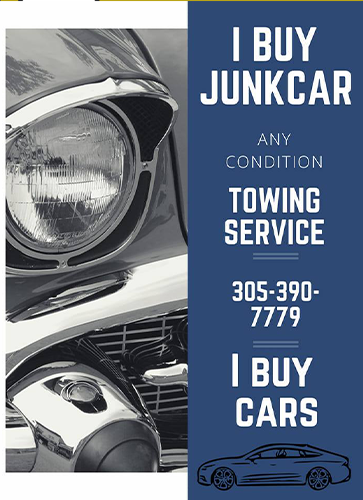 I BUY
JUNKCAR
ANY
CONDITION
TOWING
SERVICE
305-390-
7779
I BUY
CARS